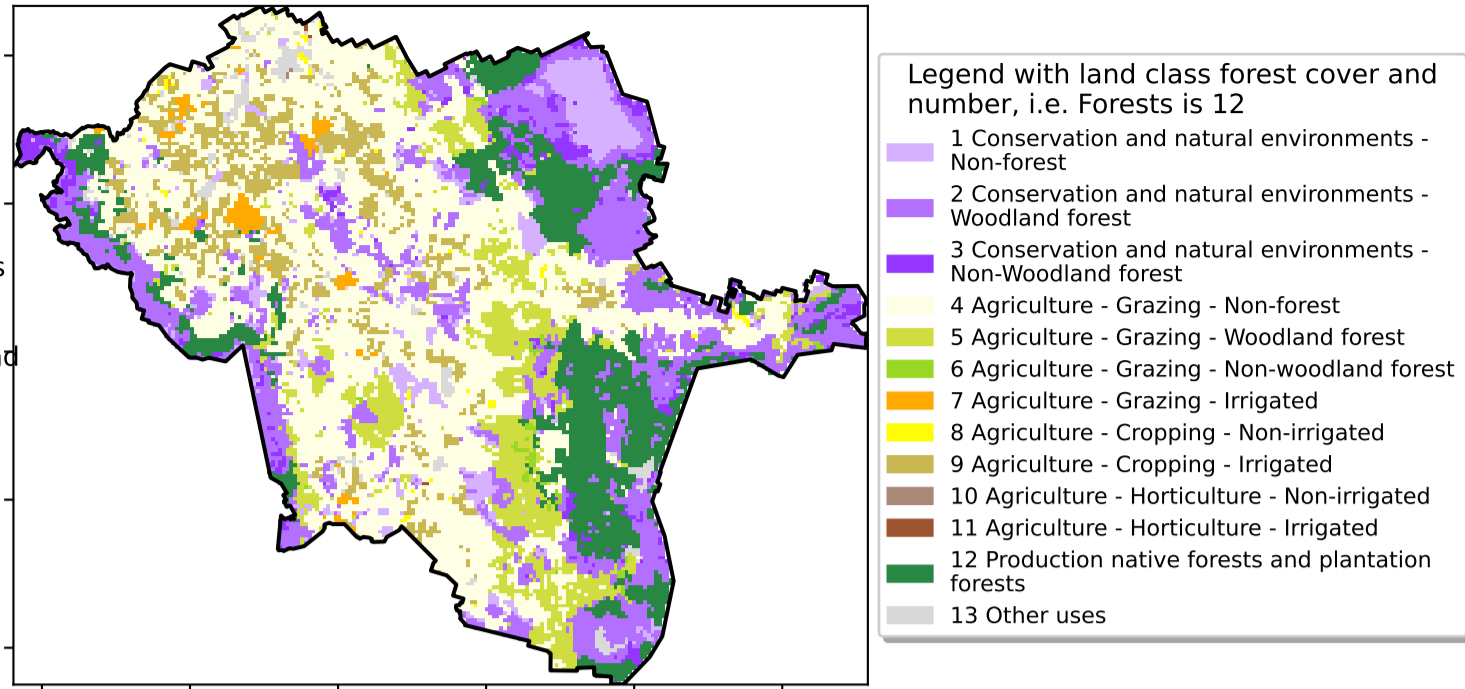 s
d
Legend with land class forest cover and
number, i.e. Forests is 12
1 Conservation and natural environments -
Non-forest
2 Conservation and natural environments -
Woodland forest
3 Conservation and natural environments -
Non-Woodland forest
4 Agriculture - Grazing - Non-forest
5 Agriculture - Grazing - Woodland forest
6 Agriculture - Grazing - Non-woodland forest
7 Agriculture - Grazing - Irrigated
8 Agriculture - Cropping - Non-irrigated
9 Agriculture - Cropping - Irrigated
10 Agriculture - Horticulture - Non-irrigated
11 Agriculture - Horticulture - Irrigated
12 Production native forests and plantation
forests
13 Other uses